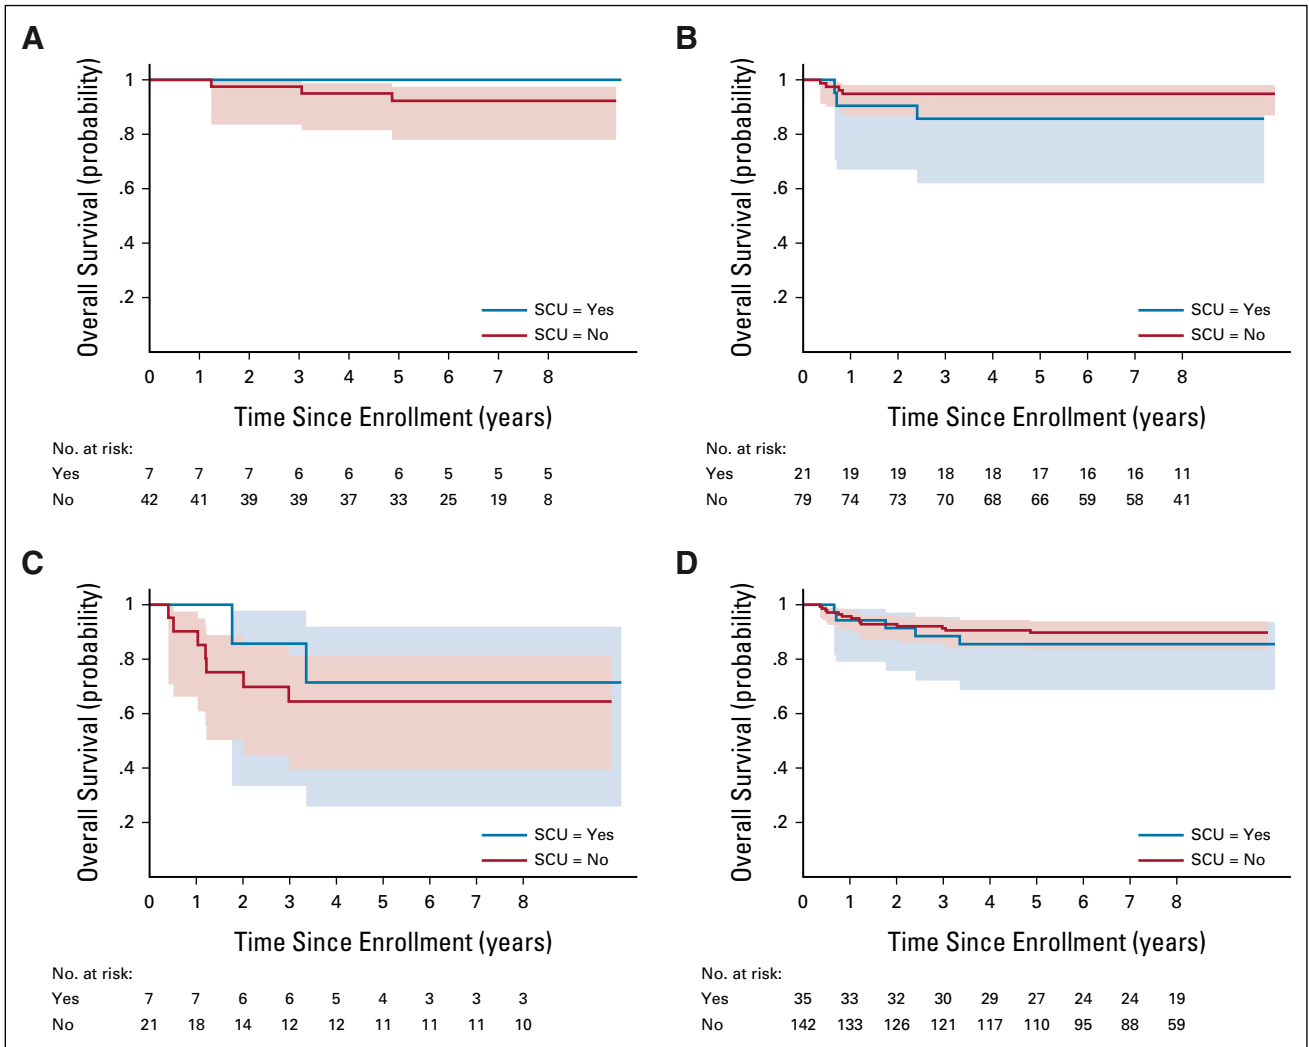 A
Overall Survival (probability)
1
.8
.6
.4
.2
SCU = Yes
SCU = No
0 1 2 3 4 5 6 7 8
Time Since Enrollment (years)
No. at risk:
Yes 7 7 7 6 6 6 5 5 5
No 42 41 39 39 37 33 25 19 8
B
Overall Survival (probability)
1
.8
.6
.4
.2
SCU = Yes
SCU = No
0 1 2 3 4 5 6 7 8
Time Since Enrollment (years)
No. at risk:
Yes 21 19 19 18 18 17 16 16 11
No 79 74 73 70 68 66 59 58 41
C
Overall Survival (probability)
1
.8
.6
.4
.2
SCU = Yes
SCU = No
0 1 2 3 4 5 6 7 8
Time Since Enrollment (years)
No. at risk:
Yes 7 7 6 6 5 4 3 3 3
No 21 18 14 12 12 11 11 11 10
D
Overall Survival (probability)
1
.8
.6
.4
.2
SCU = Yes
SCU = No
0 1 2 3 4 5 6 7 8
Time Since Enrollment (years)
No. at risk:
Yes 35 33 32 30 29 27 24 24 19
No 142 133 126 121 117 110 95 88 59